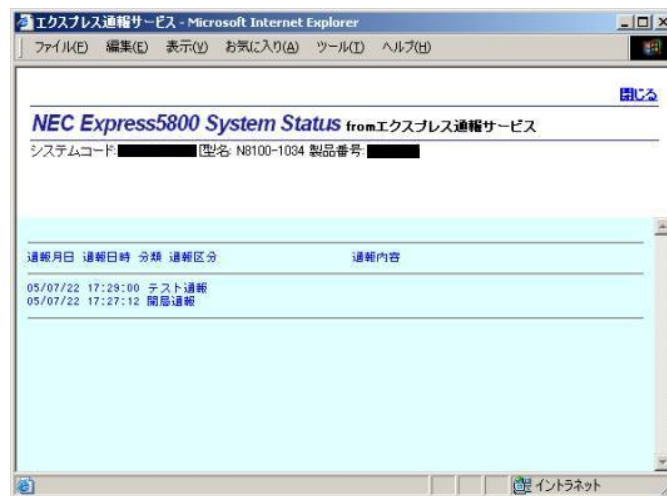 エクスプレス通報サービス - Microsoft Internet Explorer
ファイル(F) 編集(E) 表示(V) お気に入り(A) ツール(T) ヘルプ(H)
閉じる
NEC Express5800 System Status fromエクスプレス通報サービス
システムコード: 型名: N8100-1034 製品番号:
通報月日 通報日時 分類 通報区分 通報内容
05/07/22 17:29:00 テスト通報
05/07/22 17:27:12 開局通報
イントラネット